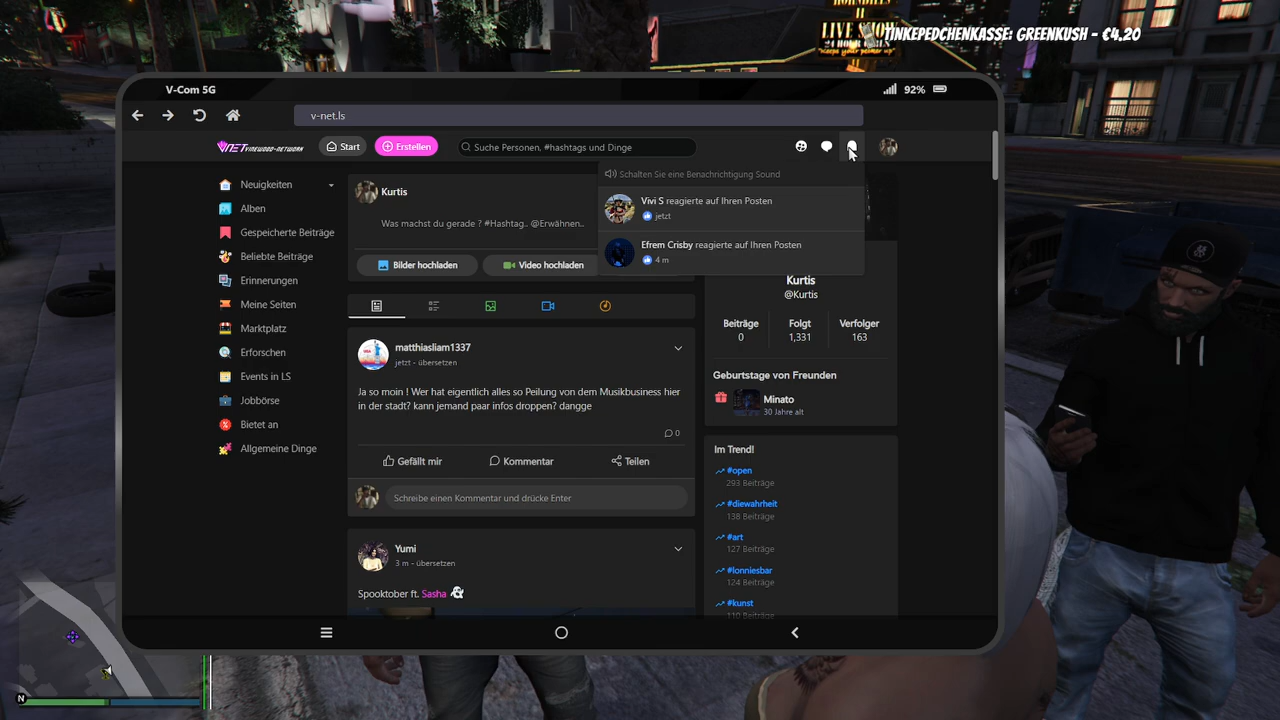 LIVE SHOW
TINKEPEDCHENKASSE: GREENKUSH - €4.20
V-Com 5G
92%
v-net.ls
VNET VINEWOOD-NETWORK
Start
Erstellen
Suche Personen, #hashtags und Dinge
Neuigkeiten
Alben
Gespeicherte Beiträge
Beliebte Beiträge
Erinnerungen
Meine Seiten
Marktplatz
Erforschen
Events in LS
Jobbörse
Bietet an
Allgemeine Dinge
Kurtis
Was machst du gerade ? #Hashtag.. @Erwähnen..
Bilder hochladen
Video hochladen
Schalten Sie eine Benachrichtigung Sound
Vivi S reagierte auf Ihren Posten
jetzt
Efrem Crisby reagierte auf Ihren Posten
4 m
matthiasliam1337
jetzt - übersetzen
Ja so moin ! Wer hat eigentlich alles so Peilung von dem Musikbusiness hier
in der stadt? kann jemand paar infos droppen? dangge
0
Gefällt mir
Kommentar
Teilen
Schreibe einen Kommentar und drücke Enter
Yumi
3 m - übersetzen
Spooktober ft. Sasha
Kurtis
@Kurtis
Beiträge
0
Folgt
1,331
Verfolger
163
Geburtstage von Freunden
Minato
30 Jahre alt
Im Trend!
#open
293 Beiträge
#diewahrheit
138 Beiträge
#art
127 Beiträge
#lonniesbar
124 Beiträge
#kunst
110 Beiträge
N